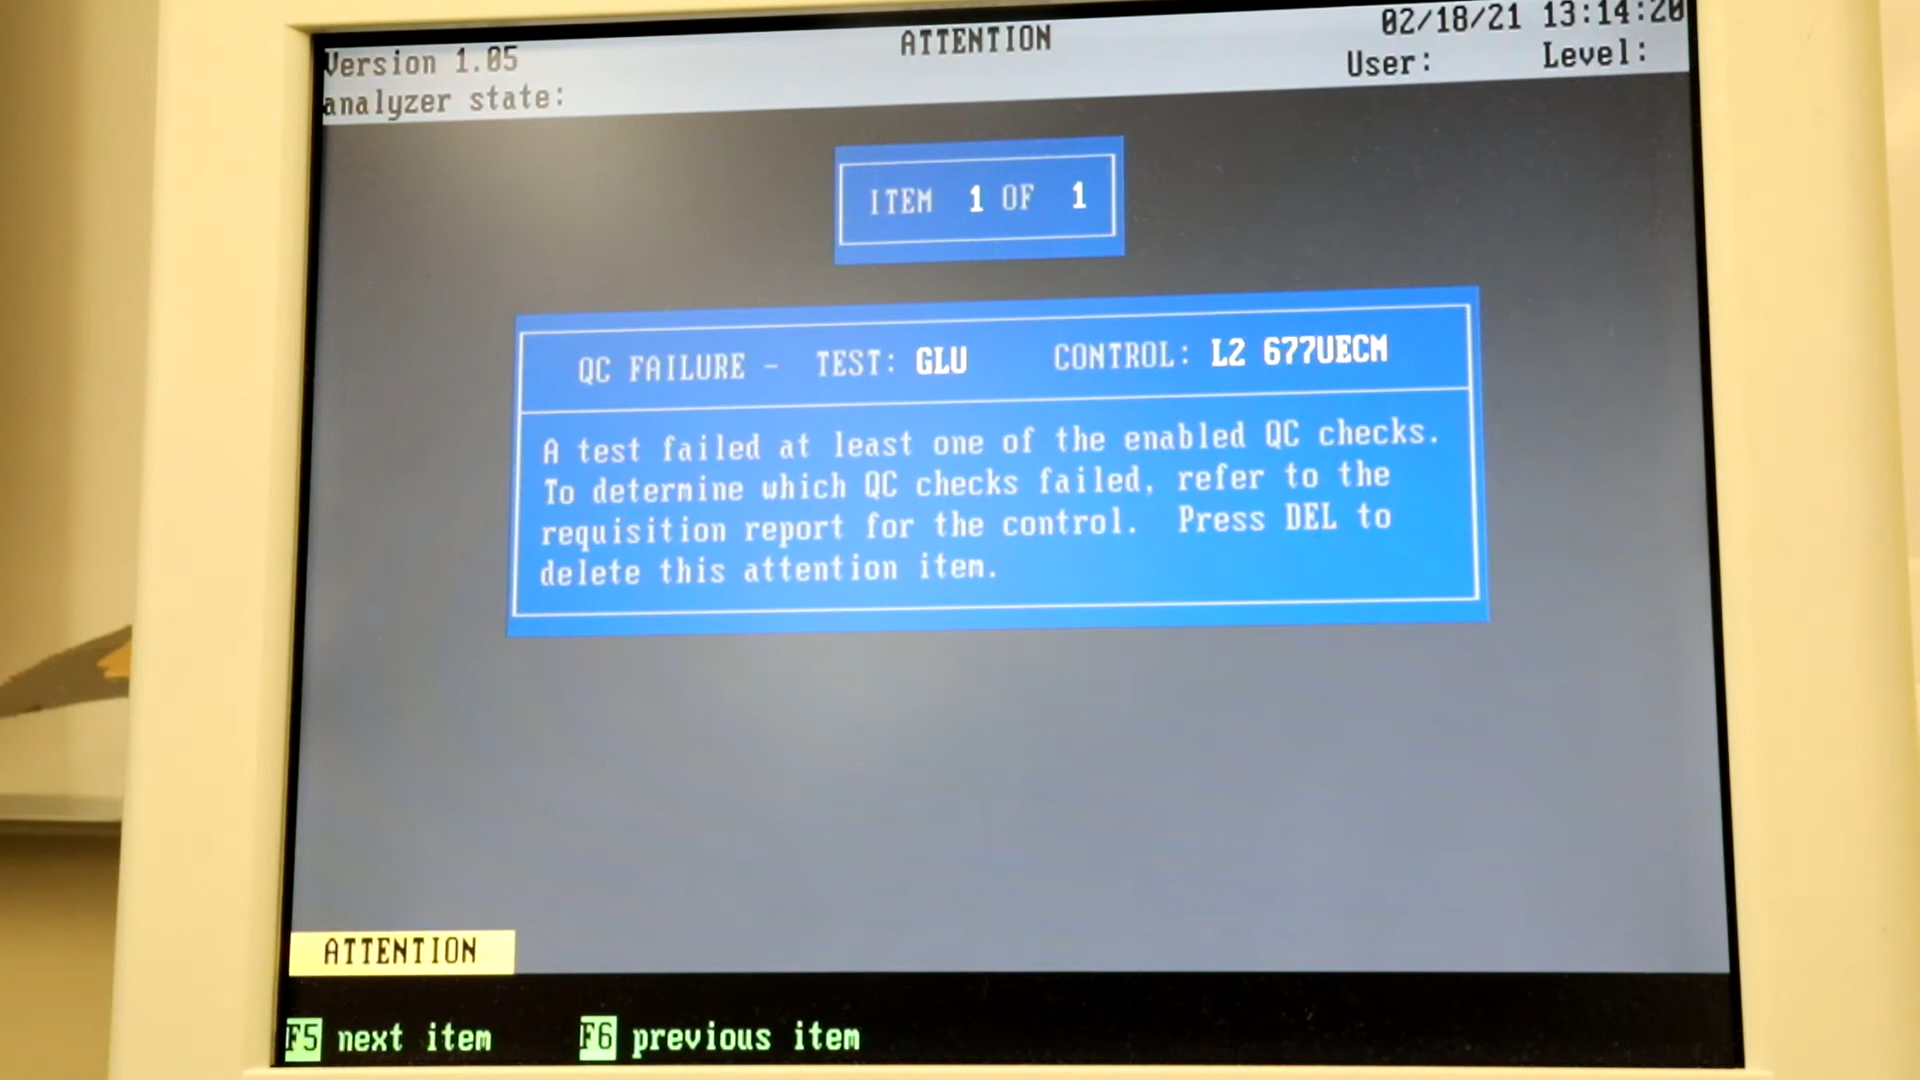 Version 1.05 ATTENTION 02/18/21 13:14:20
analyzer state: User: Level:
ITEM 1 OF 1
QC FAILURE - TEST: GLU CONTROL: L2 677UECM
A test failed at least one of the enabled QC checks.
To determine which QC checks failed, refer to the
requisition report for the control. Press DEL to
delete this attention item.
ATTENTION
F5 next item F6 previous item